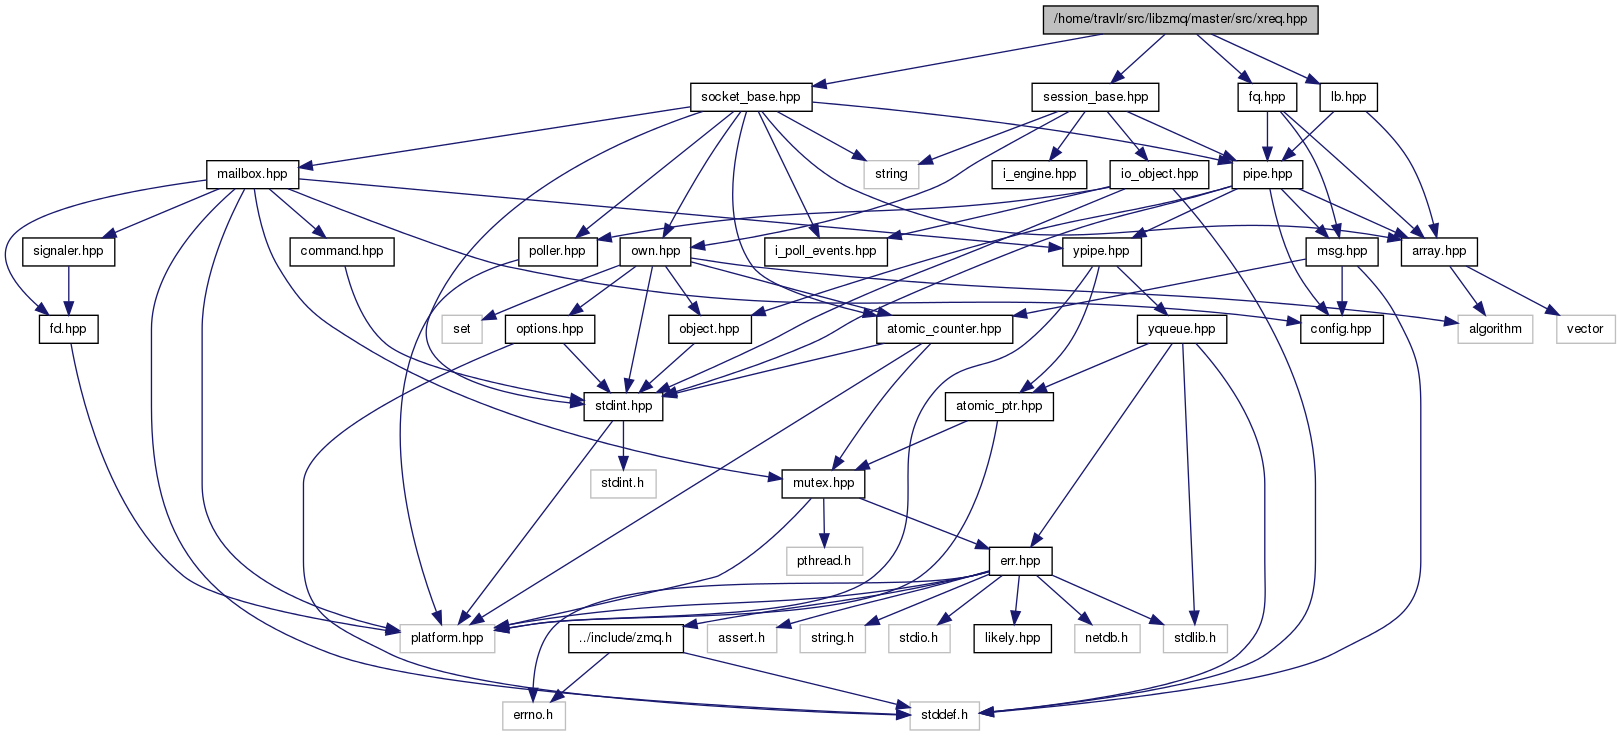 /home/travlr/src/libzmq/master/src/xreq.hpp
socket_base.hpp
session_base.hpp
fq.hpp
lb.hpp
mailbox.hpp
string
i_engine.hpp
io_object.hpp
pipe.hpp
signaler.hpp
command.hpp
poller.hpp
own.hpp
i_poll_events.hpp
ypipe.hpp
msg.hpp
array.hpp
fd.hpp
set
options.hpp
object.hpp
atomic_counter.hpp
yqueue.hpp
config.hpp
algorithm
vector
stdint.hpp
atomic_ptr.hpp
stdint.h
mutex.hpp
pthread.h
err.hpp
platform.hpp
../include/zmq.h
assert.h
string.h
stdio.h
likely.hpp
netdb.h
stdlib.h
errno.h
stddef.h